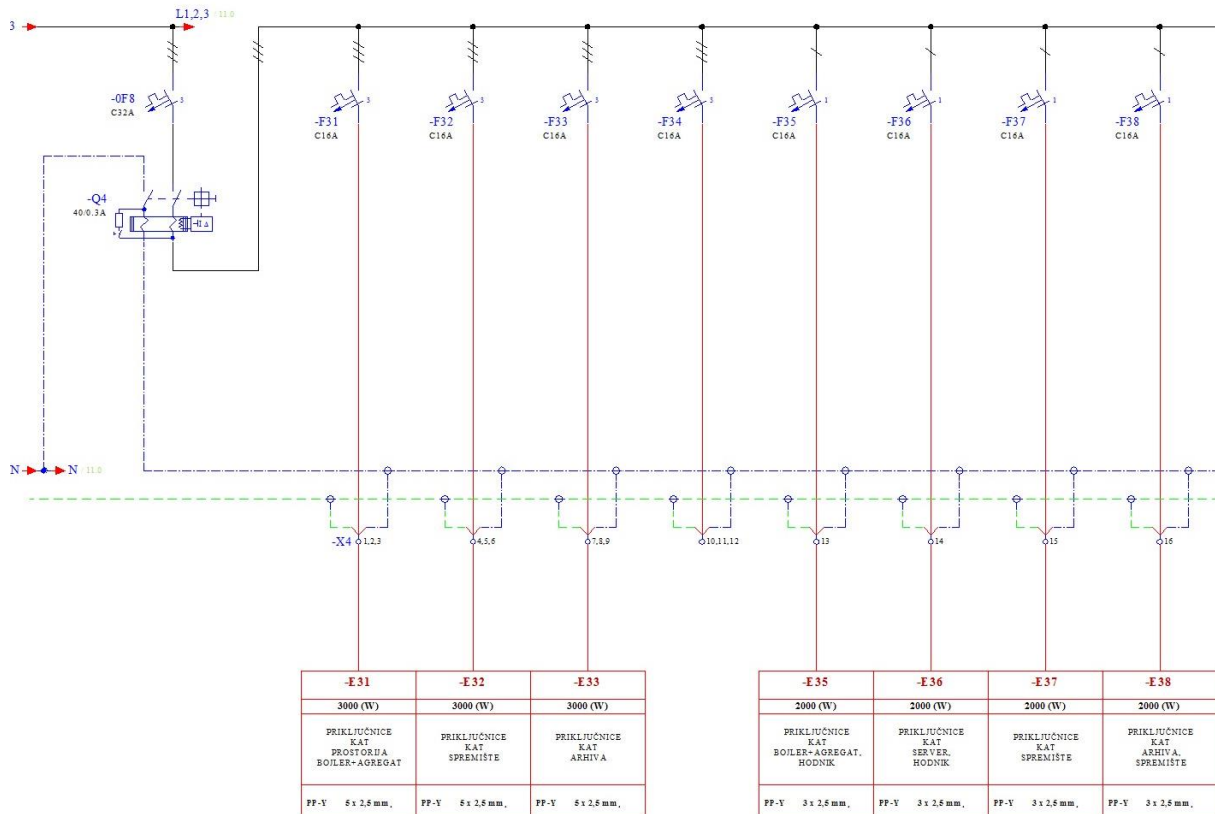 3
L1,2,3 11.0
-0F8
C32A
3
-F31
C16A
3
-F32
C16A
3
-F33
C16A
3
-F34
C16A
3
-F35
C16A
1
-F36
C16A
1
-F37
C16A
1
-F38
C16A
1
-Q4
40/0.3A
N N 11.0
-X4 1,2,3 4,5,6 7,8,9 10,11,12 13 14 15 16
-E31 -E32 -E33 -E35 -E36 -E37 -E38
3000 (W) 3000 (W) 3000 (W) 2000 (W) 2000 (W) 2000 (W) 2000 (W)
PRIKLJUČNICE
KAT
PROSTORIJA
BOJLER+AGREGAT
PRIKLJUČNICE
KAT
SPREMIŠTE
PRIKLJUČNICE
KAT
ARHIVA
PRIKLJUČNICE
KAT
BOJLER+AGREGAT,
HODNIK
PRIKLJUČNICE
KAT
SERVER,
HODNIK
PRIKLJUČNICE
KAT
SPREMIŠTE
PRIKLJUČNICE
KAT
ARHIVA,
SPREMIŠTE
PP-Y 5 x 2,5 mm, PP-Y 5 x 2,5 mm, PP-Y 5 x 2,5 mm, PP-Y 3 x 2,5 mm, PP-Y 3 x 2,5 mm, PP-Y 3 x 2,5 mm, PP-Y 3 x 2,5 mm,